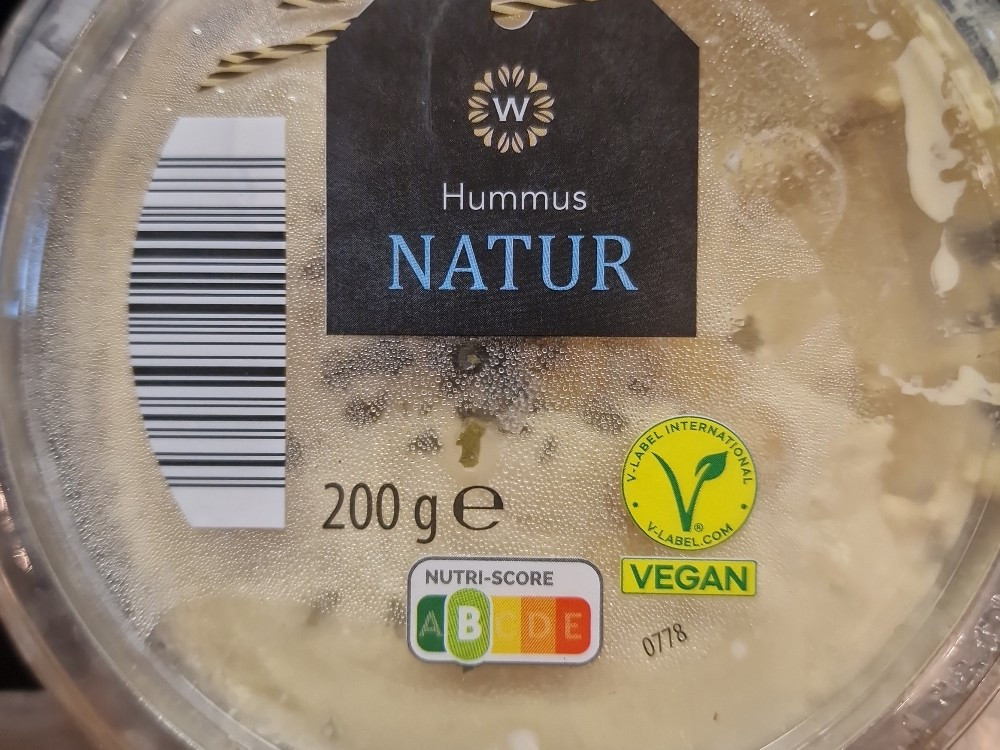 W
Hummus
NATUR
200 g e
V-LABEL INTERNATIONAL
V-LABEL.COM
®
VEGAN
NUTRI-SCORE
A B C D E
0778